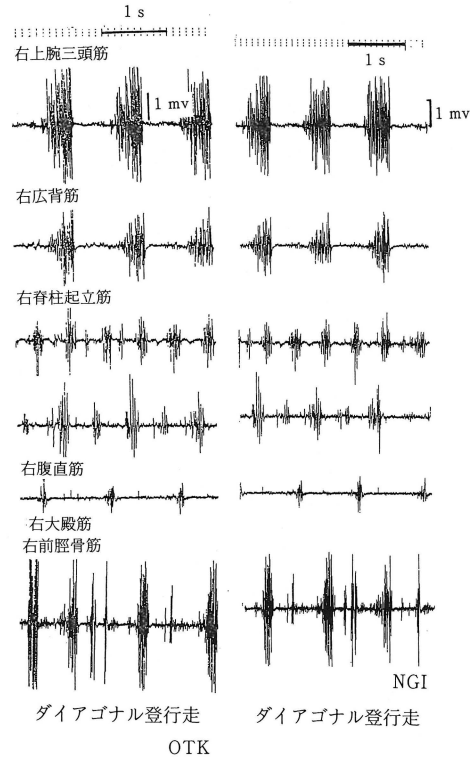 1 s
右上腕三頭筋
1 s
1 mv
1 mv
右広背筋
右脊柱起立筋
右腹直筋
右大殿筋
右前脛骨筋
NGI
ダイアゴナル登行走
ダイアゴナル登行走
OTK